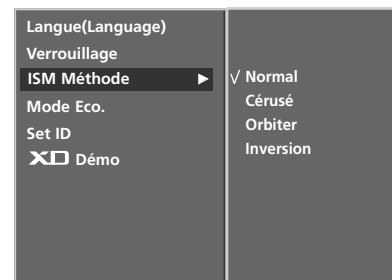 Langue(Language)
Verrouillage
ISM Méthode
Mode Eco.
Set ID
XD Démo
√ Normal
Cérusé
Orbiter
Inversion